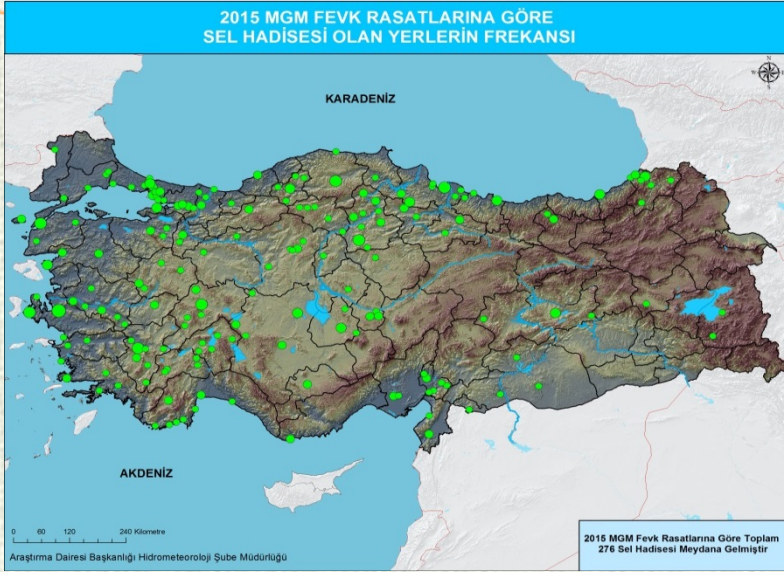 2015 MGM FEVK RASATLARINA GÖRE
SEL HADİSESİ OLAN YERLERİN FREKANSI
N
KARADENİZ
AKDENİZ
0 60 120 240 Kilometre
Araştırma Dairesi Başkanlığı Hidrometeoroloji Şube Müdürlüğü
2015 MGM Fevk Rasatlarına Göre Toplam
276 Sel Hadisesi Meydana Gelmiştir